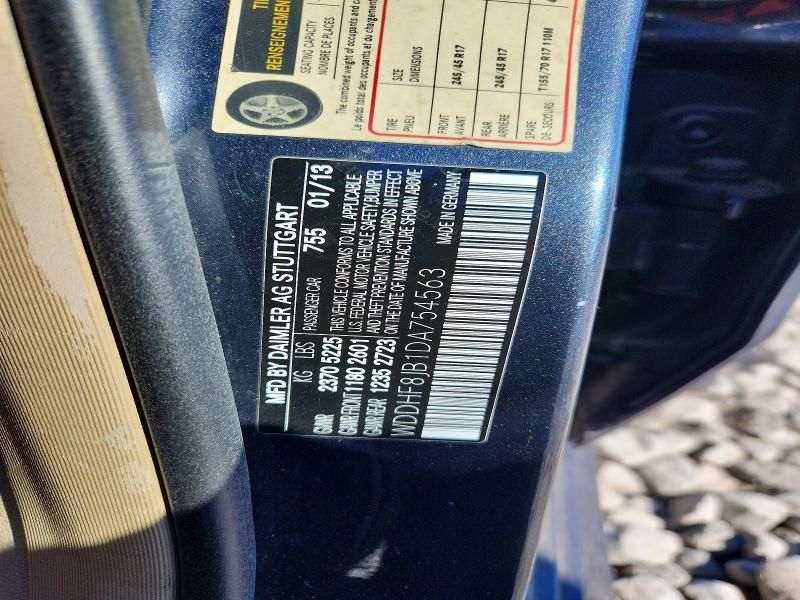 MFD BY DAIMLER AG STUTTGART
KG LBS PASSENGER CAR 755 01/13
GVWR 2370 5225 THIS VEHICLE CONFORMS TO ALL APPLICABLE
GAWR FRONT 1180 2601 U.S. FEDERAL MOTOR VEHICLE SAFETY,BUMPER
GAWR REAR 1235 2723 AND THEFT PREVENTION STANDARDS IN EFFECT
ON THE DATE OF MANUFACTURE SHOWN ABOVE
WDDHF8JB1DA754563 MADE IN GERMANY
RENSEIGNEMEN
SEATING CAPACITY
NOMBRE DE PLACES
The combined weight of occupants and
Le poids total des occupants et du chargement
TIRE SIZE
PNEU DIMENSIONS
FRONT 245/45 R17
AVANT
REAR 245/45 R17
ARRIÈRE
SPARE T155/70 R17 110M
DE SECOURS